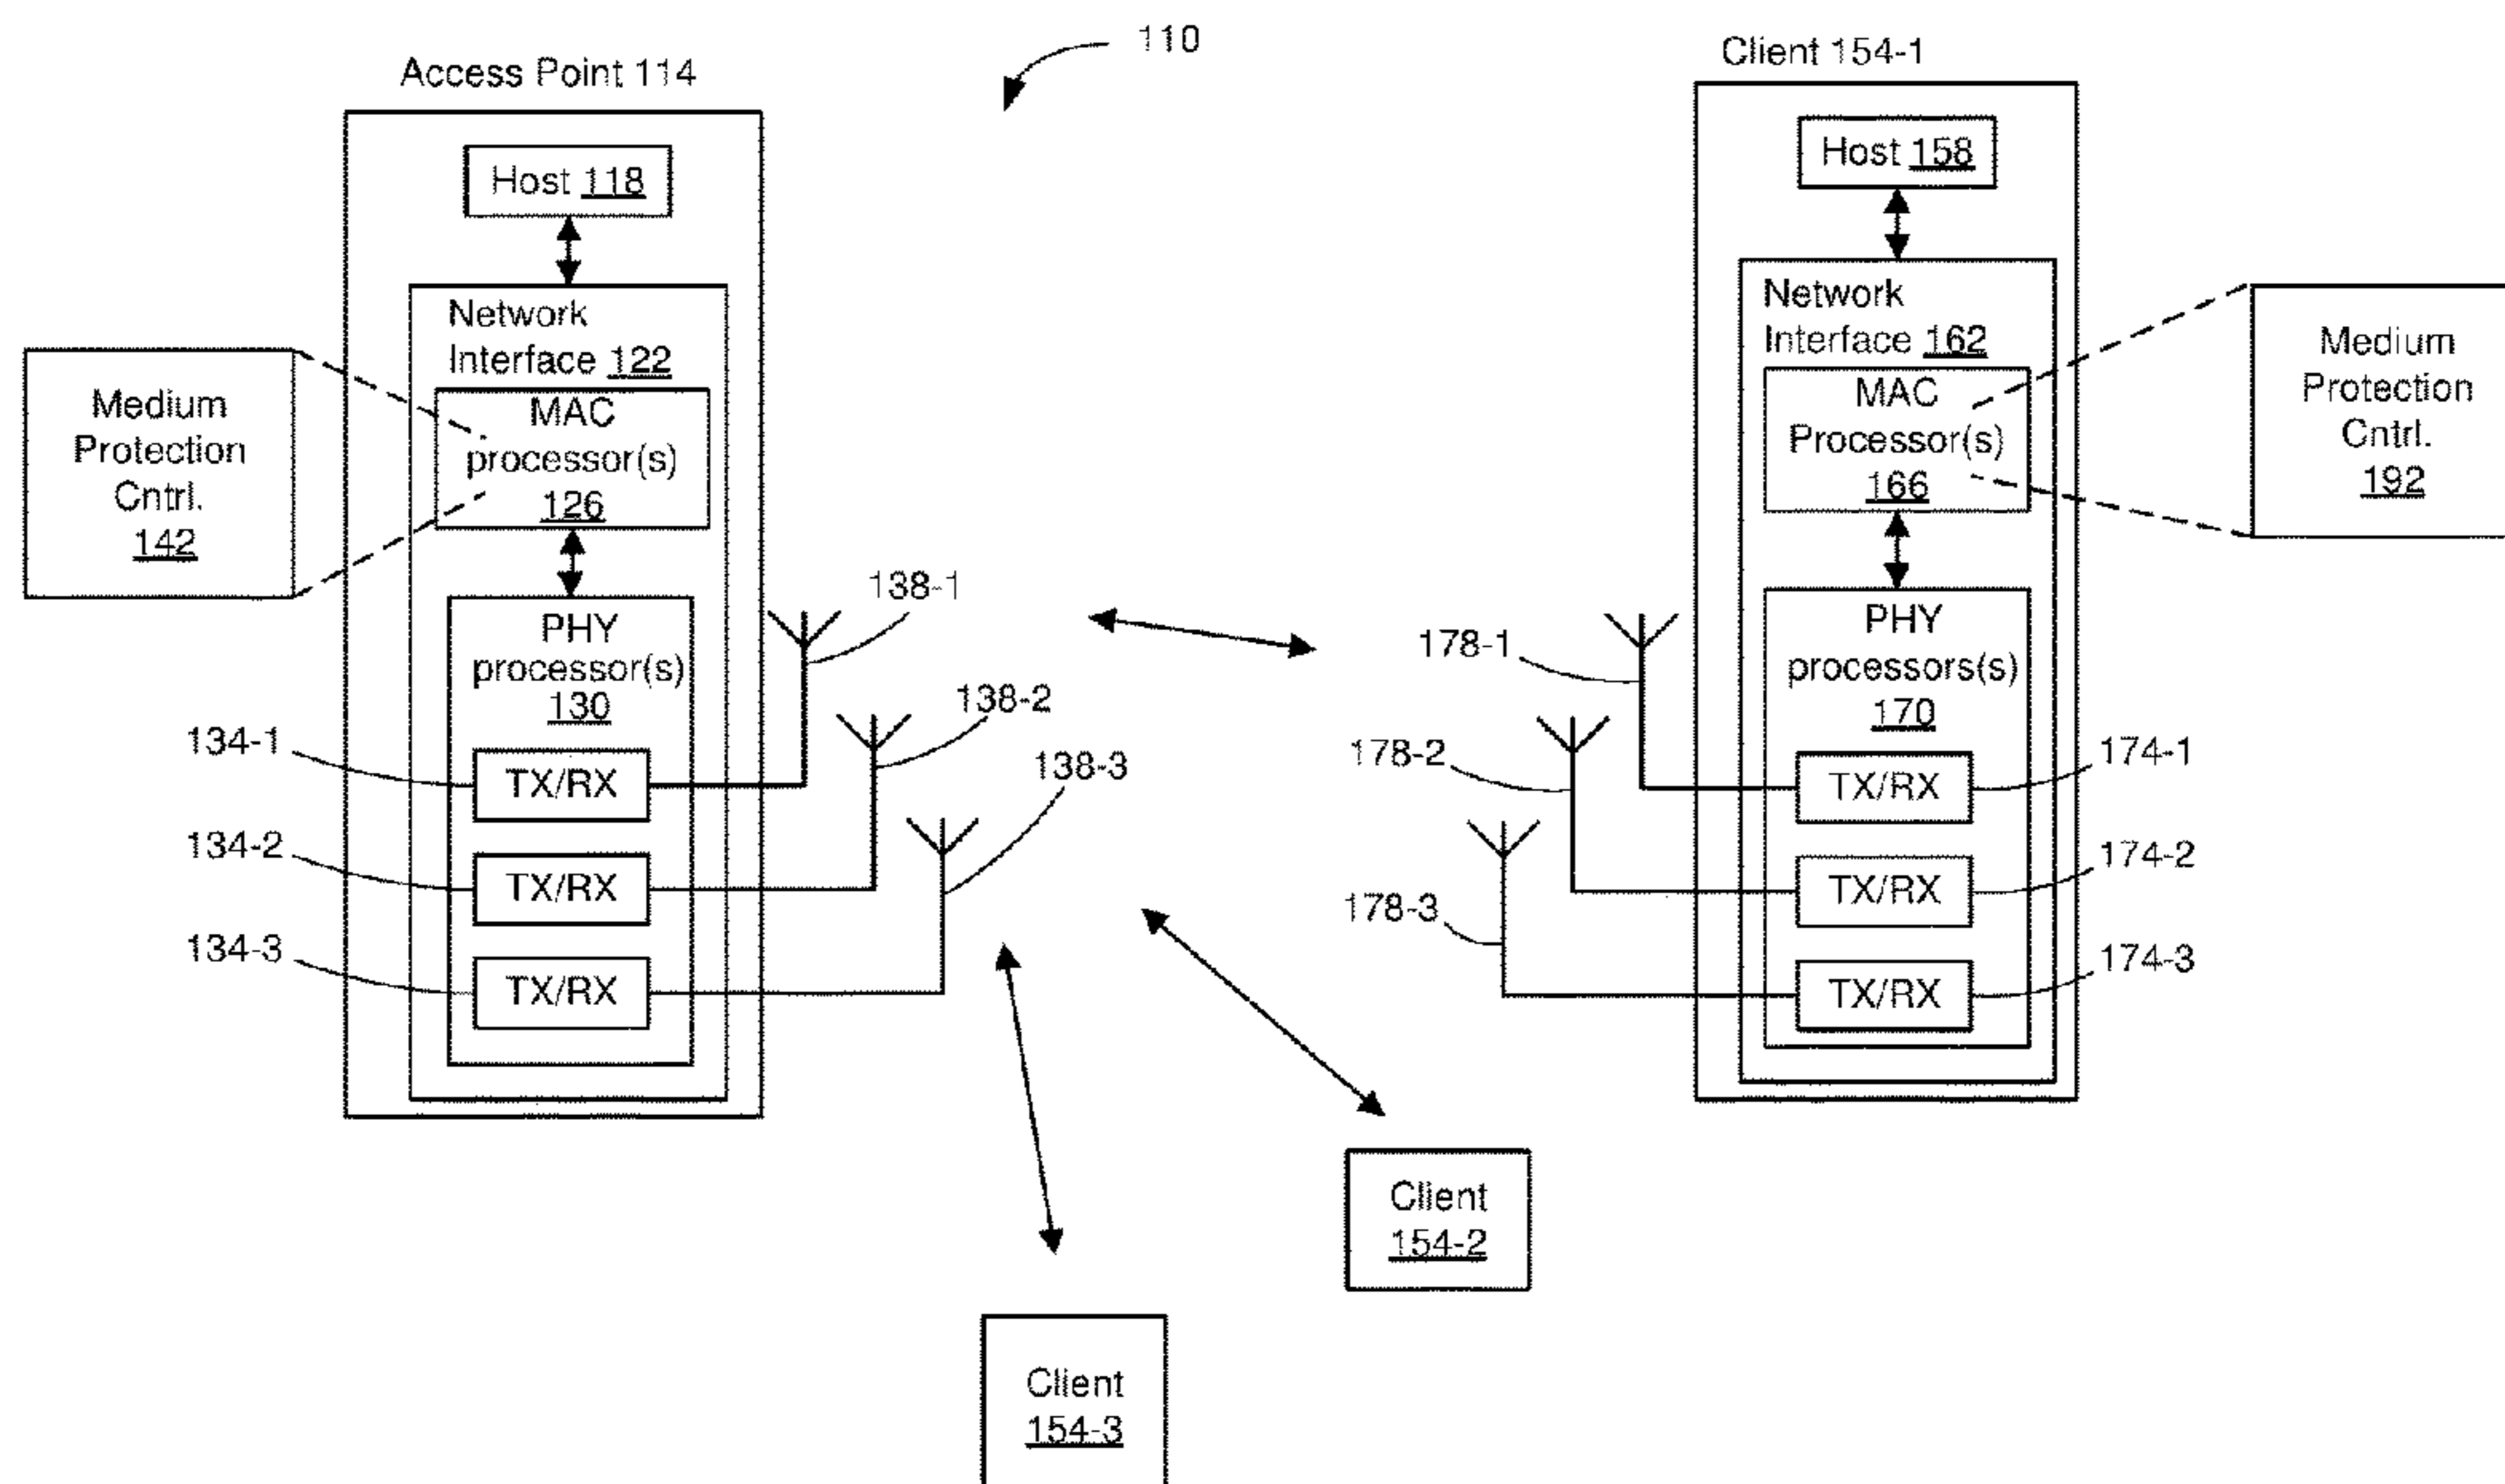 110
Access Point 114
Host 118
Network
Interface 122
MAC
processor(s)
126
Medium
Protection
Cntrl.
142
PHY
processor(s)
130
134-1
TX/RX
134-2
TX/RX
134-3
TX/RX
138-1
138-2
138-3
Client 154-1
Host 158
Network
Interface 162
MAC
Processor(s)
166
Medium
Protection
Cntrl.
192
PHY
processors(s)
170
178-1
178-2
178-3
TX/RX
174-1
TX/RX
174-2
TX/RX
174-3
Client
154-2
Client
154-3